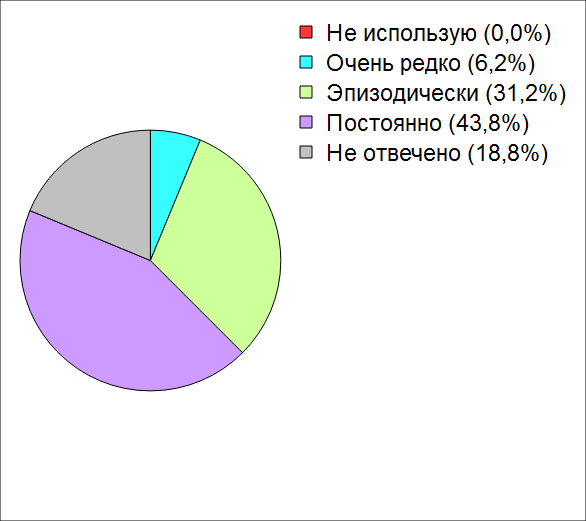 Не использую (0,0%)
Очень редко (6,2%)
Эпизодически (31,2%)
Постоянно (43,8%)
Не отвечено (18,8%)